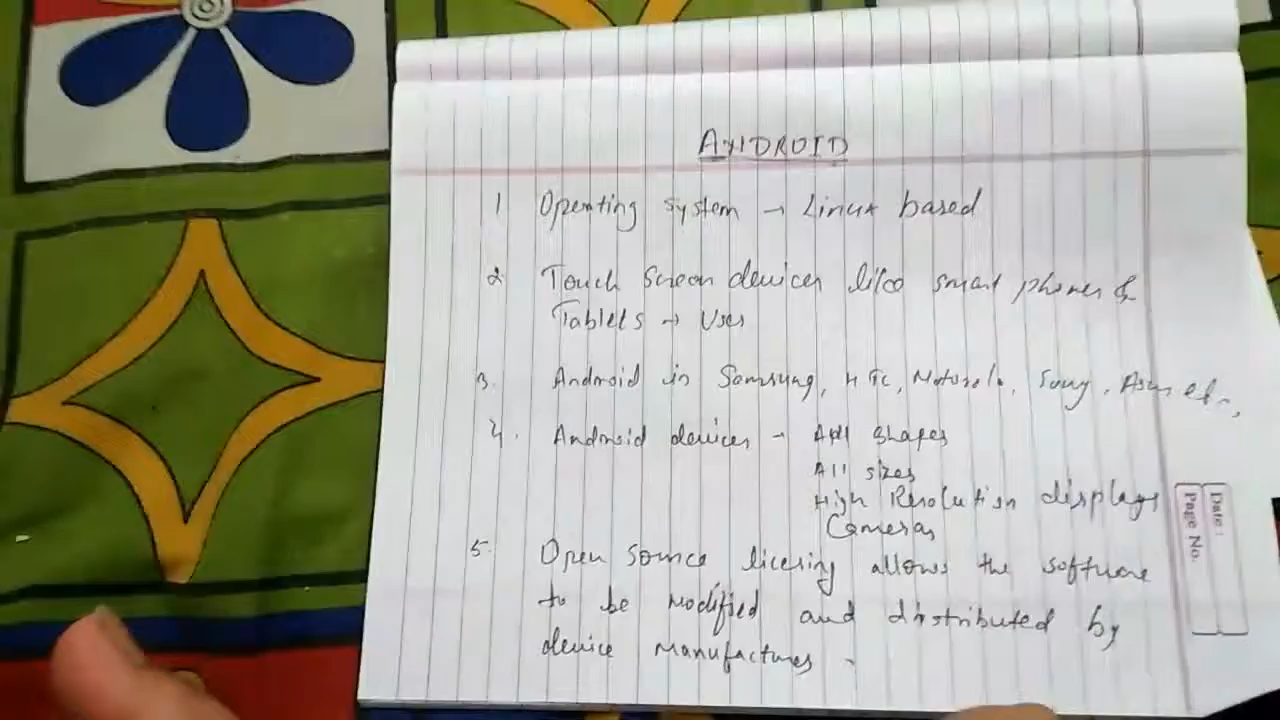 ANDROID
1 Operating system → Linux based
2 Touch Screen devices like smart phones &
Tablets → Uses
3. Android in Samsung, HTC, Motorola, Sony, Asus etc,
4. Android devices - All shapes
All sizes
High Resolution displays
Cameras
5. Open source licesing allows the software
to be modified and distributed by
device manufactures.
Date :
Page No.